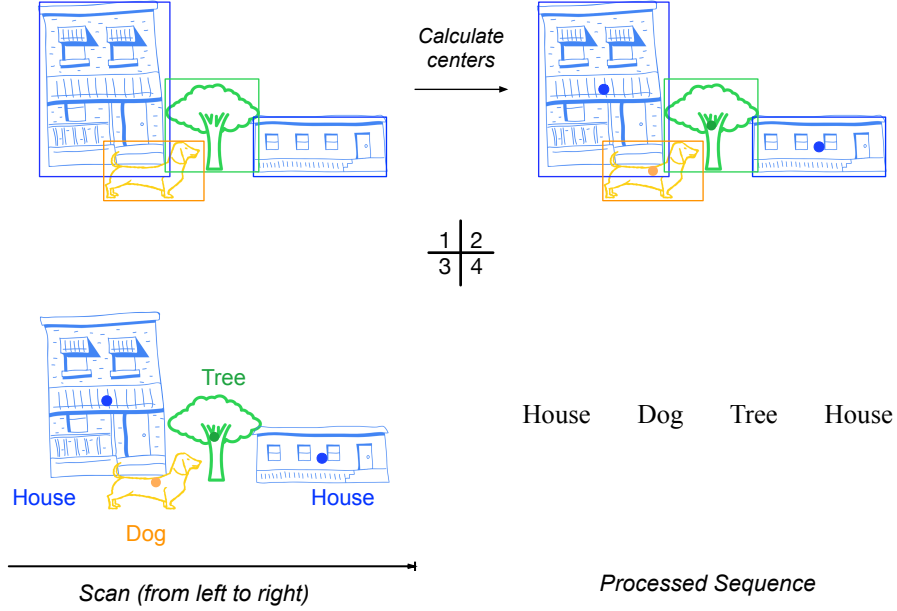 Calculate
centers
1 2
3 4
Tree
House
House
Dog
Scan (from left to right)
House Dog Tree House
Processed Sequence